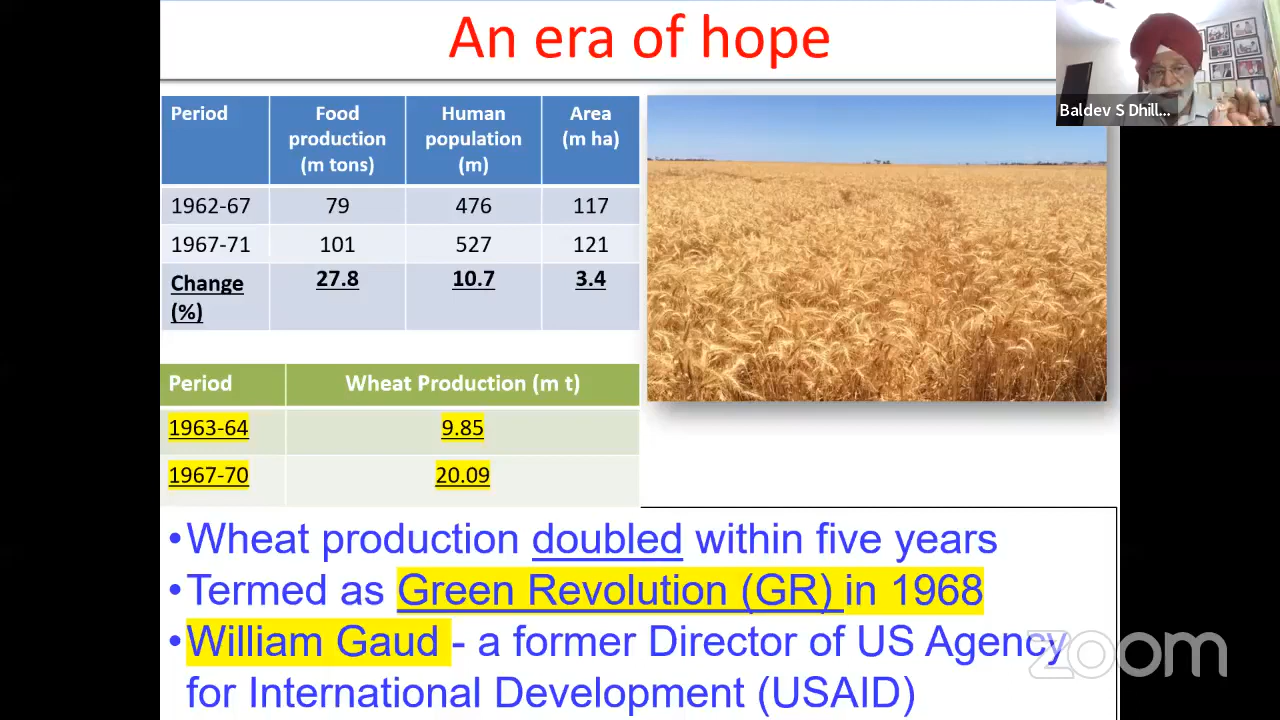 An era of hope
Baldev S Dhill...
Period
Food
production
(m tons)
Human
population
(m)
Area
(m ha)
1962-67 79 476 117
1967-71 101 527 121
Change
(%)
27.8 10.7 3.4
Period Wheat Production (m t)
1963-64 9.85
1967-70 20.09
•Wheat production doubled within five years
•Termed as Green Revolution (GR) in 1968
•William Gaud - a former Director of US Agency
for International Development (USAID)
zoom